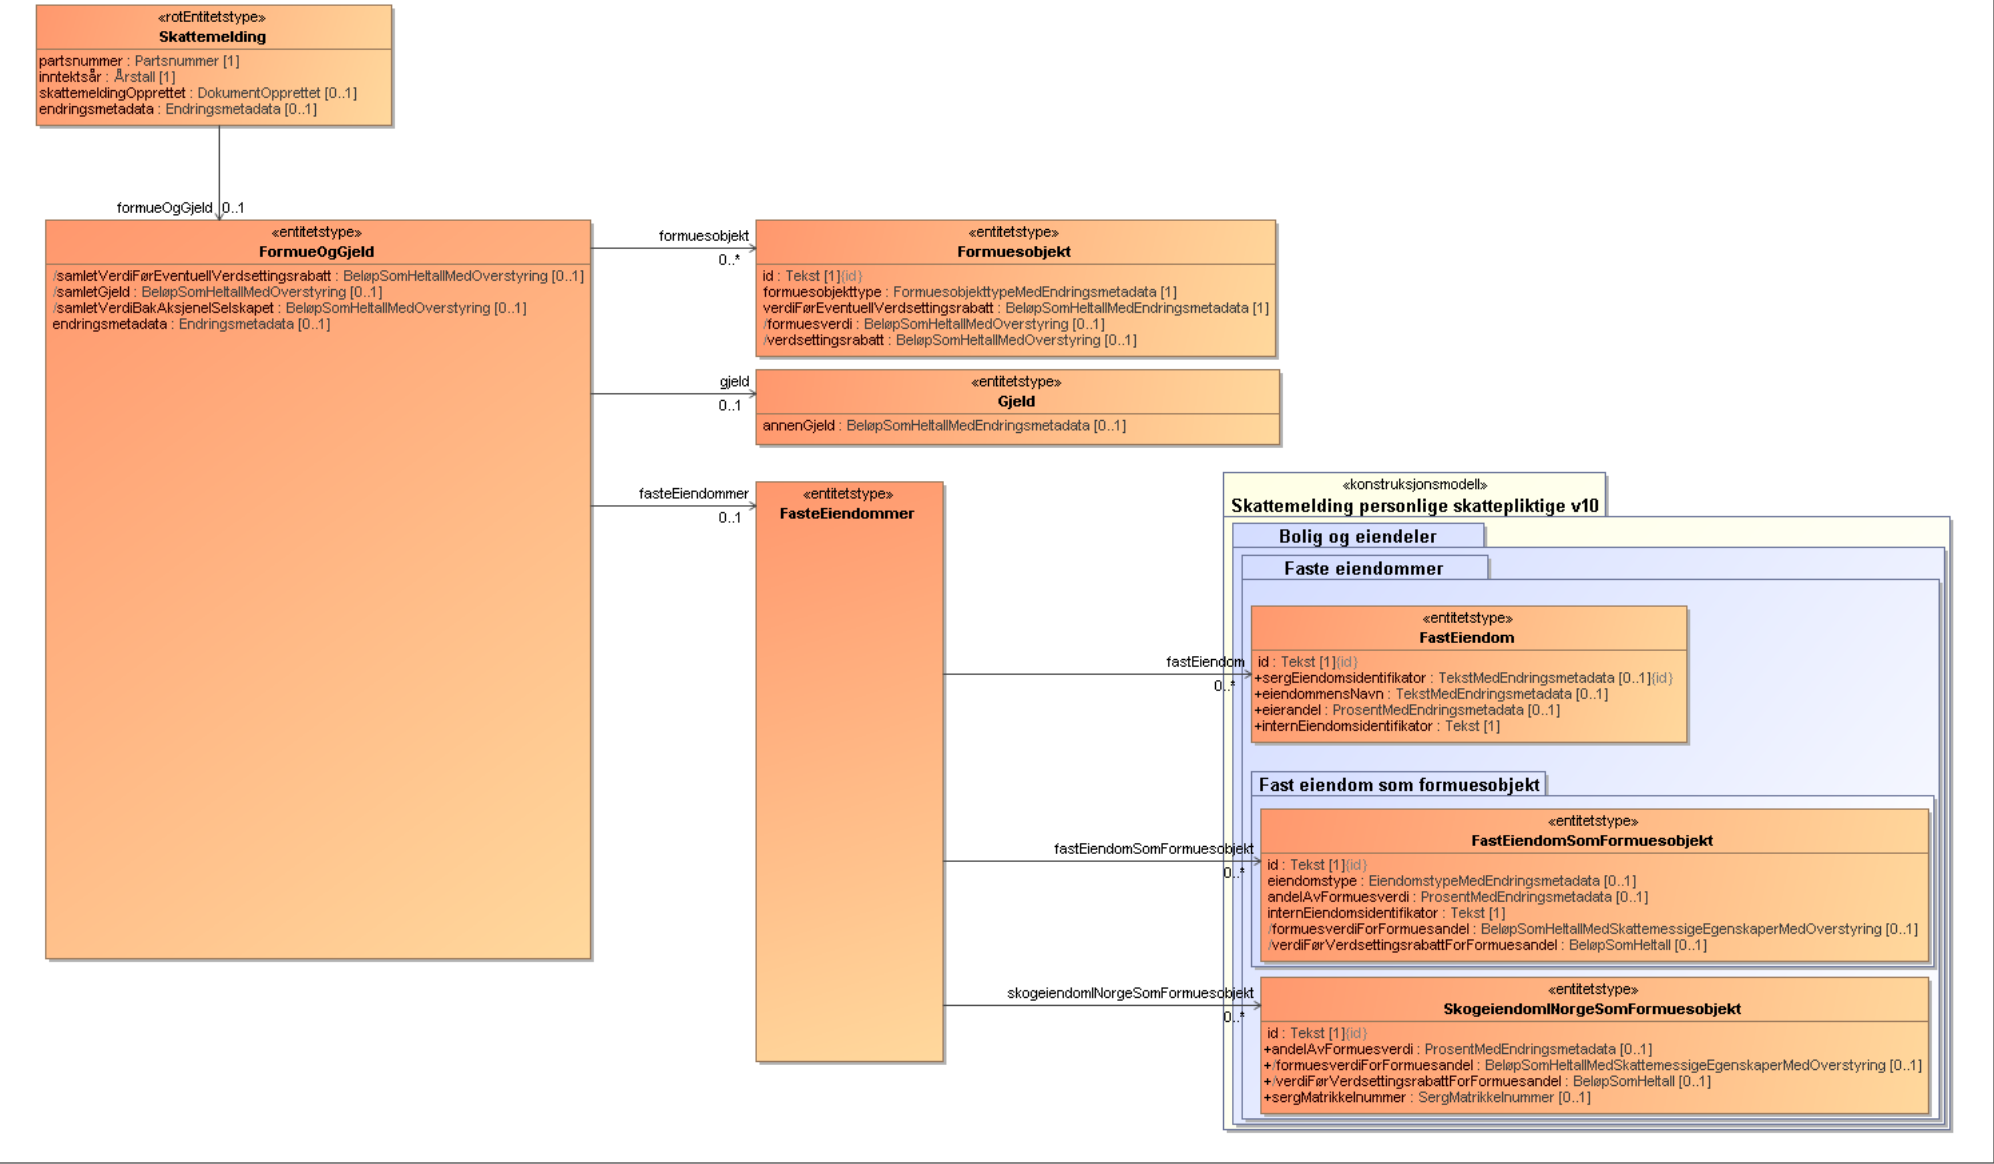 «rotEntitetstype»
Skattemelding
partsnummer : Partsnummer [1]
inntektsår : Årstall [1]
skattemeldingOpprettet : DokumentOpprettet [0..1]
endringsmetadata : Endringsmetadata [0..1]
formueOgGjeld 0..1
«entitetstype»
FormueOgGjeld
/samletVerdiFørEventuellVerdsettingsrabatt : BeløpSomHeltallMedOverstyring [0..1]
/samletGjeld : BeløpSomHeltallMedOverstyring [0..1]
/samletVerdiBakAksjeneISelskapet : BeløpSomHeltallMedOverstyring [0..1]
endringsmetadata : Endringsmetadata [0..1]
formuesobjekt
0..*
«entitetstype»
Formuesobjekt
id : Tekst [1]{id}
formuesobjekttype : FormuesobjekttypeMedEndringsmetadata [1]
verdiFørEventuellVerdsettingsrabatt : BeløpSomHeltallMedEndringsmetadata [1]
/formuesverdi : BeløpSomHeltallMedOverstyring [0..1]
/verdsettingsrabatt : BeløpSomHeltallMedOverstyring [0..1]
gjeld
0..1
«entitetstype»
Gjeld
annenGjeld : BeløpSomHeltallMedEndringsmetadata [0..1]
fasteEiendommer
0..1
«entitetstype»
FasteEiendommer
«konstruksjonsmodell»
Skattemelding personlige skattepliktige v10
Bolig og eiendeler
Faste eiendommer
fastEiendom
0..*
«entitetstype»
FastEiendom
id : Tekst [1]{id}
+sergEiendomsidentifikator : TekstMedEndringsmetadata [0..1]{id}
+eiendommensNavn : TekstMedEndringsmetadata [0..1]
+eierandel : ProsentMedEndringsmetadata [0..1]
+internEiendomsidentifikator : Tekst [1]
Fast eiendom som formuesobjekt
fastEiendomSomFormuesobjekt
0..*
«entitetstype»
FastEiendomSomFormuesobjekt
id : Tekst [1]{id}
eiendomstype : EiendomstypeMedEndringsmetadata [0..1]
andelAvFormuesverdi : ProsentMedEndringsmetadata [0..1]
internEiendomsidentifikator : Tekst [1]
/formuesverdiForFormuesandel : BeløpSomHeltallMedSkattemessigeEgenskaperMedOverstyring [0..1]
/verdiFørVerdsettingsrabattForFormuesandel : BeløpSomHeltall [0..1]
skogeiendomINorgeSomFormuesobjekt
0..*
«entitetstype»
SkogeiendomINorgeSomFormuesobjekt
id : Tekst [1]{id}
+andelAvFormuesverdi : ProsentMedEndringsmetadata [0..1]
+/formuesverdiForFormuesandel : BeløpSomHeltallMedSkattemessigeEgenskaperMedOverstyring [0..1]
+/verdiFørVerdsettingsrabattForFormuesandel : BeløpSomHeltall [0..1]
+sergMatrikkelnummer : SergMatrikkelnummer [0..1]